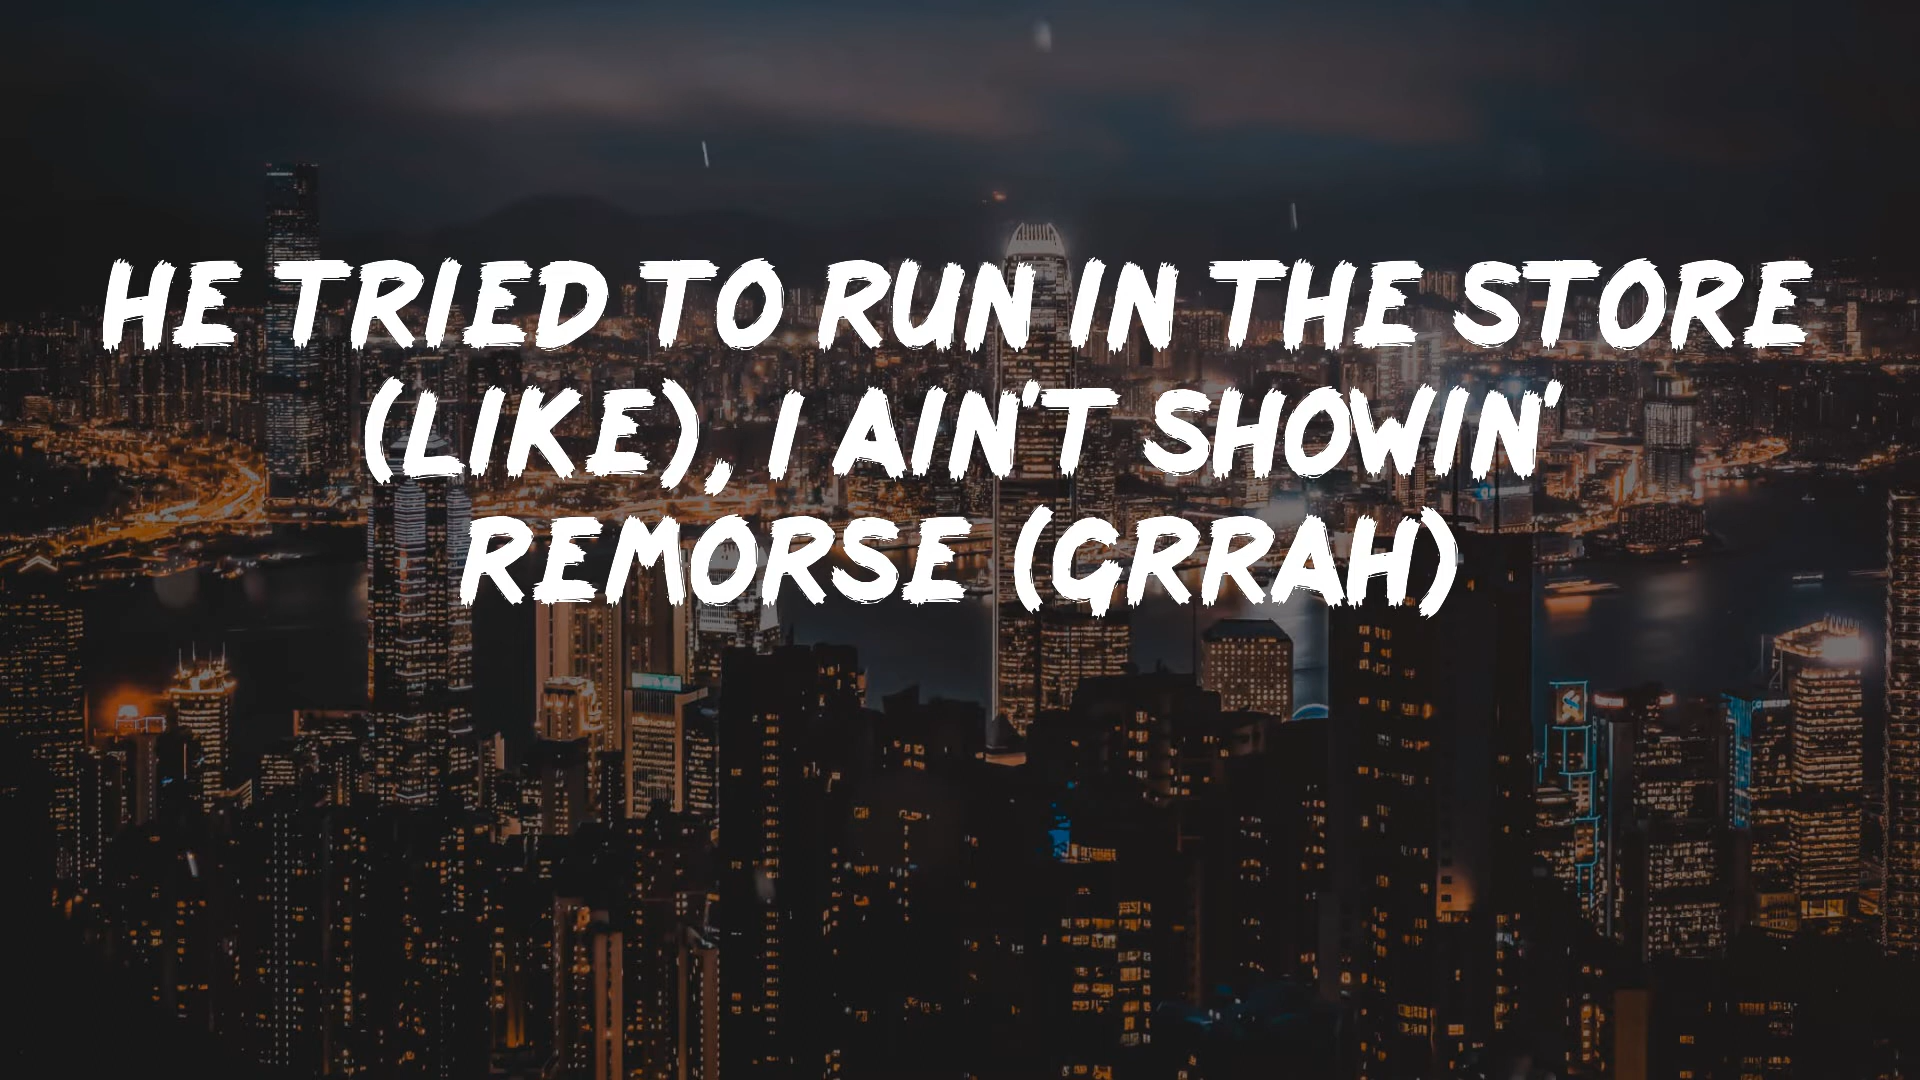 HE TRIED TO RUN IN THE STORE
(LIKE), I AIN'T SHOWIN'
REMORSE (GRRAH)